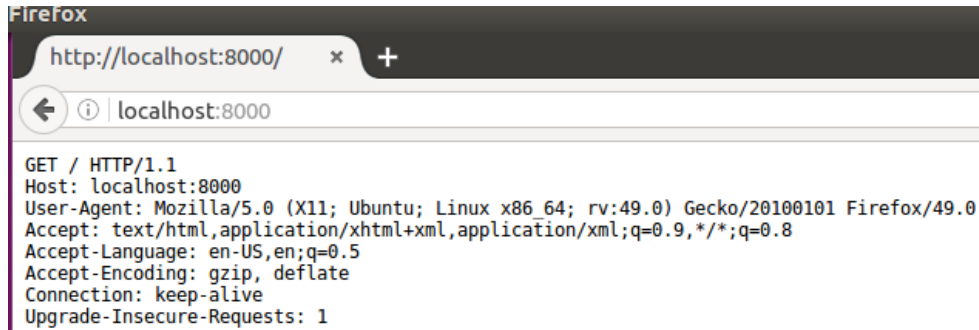 Firefox
http://localhost:8000/ × +
localhost:8000
GET / HTTP/1.1
Host: localhost:8000
User-Agent: Mozilla/5.0 (X11; Ubuntu; Linux x86_64; rv:49.0) Gecko/20100101 Firefox/49.0
Accept: text/html,application/xhtml+xml,application/xml;q=0.9,*/*;q=0.8
Accept-Language: en-US,en;q=0.5
Accept-Encoding: gzip, deflate
Connection: keep-alive
Upgrade-Insecure-Requests: 1